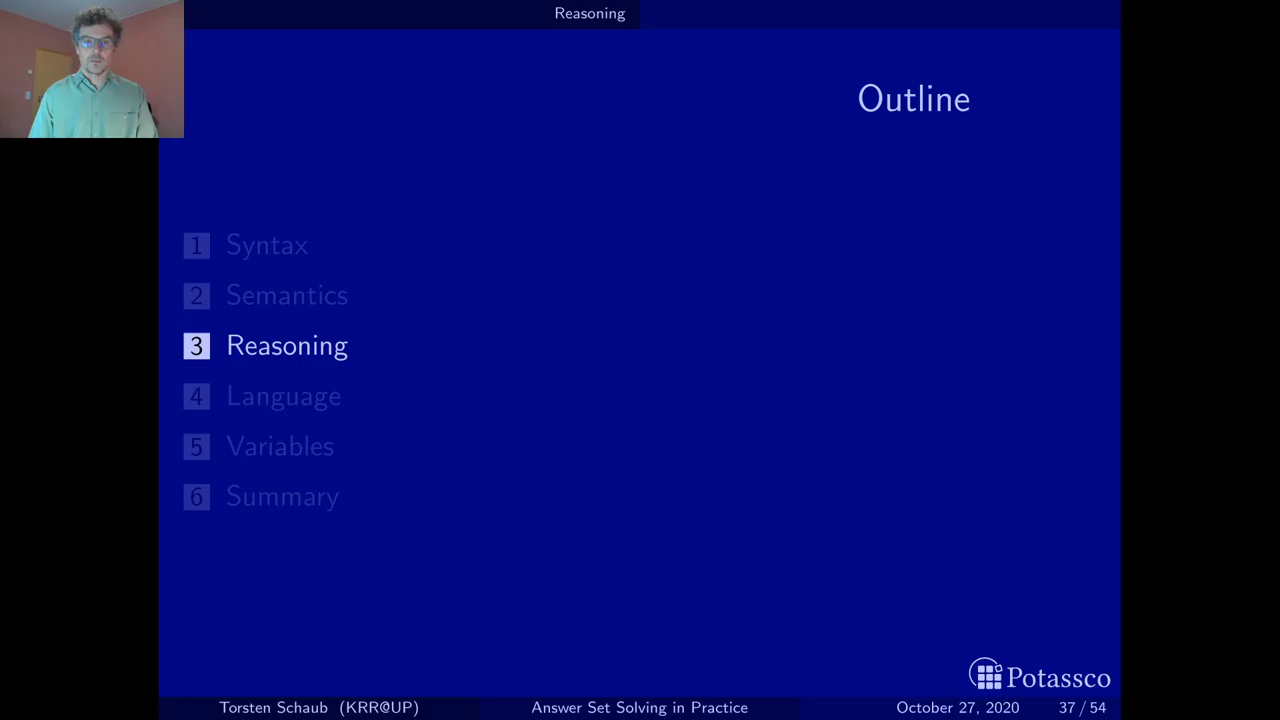 Reasoning
Outline
1 Syntax
2 Semantics
3 Reasoning
4 Language
5 Variables
6 Summary
Potassco
Torsten Schaub (KRR@UP) Answer Set Solving in Practice October 27, 2020 37 / 54